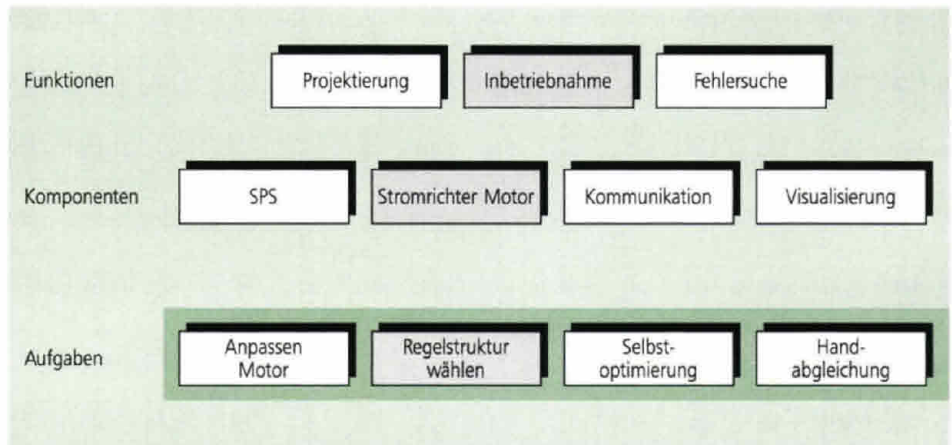 Funktionen
Projektierung
Inbetriebnahme
Fehlersuche
Komponenten
SPS
Stromrichter Motor
Kommunikation
Visualisierung
Aufgaben
Anpassen
Motor
Regelstruktur
wählen
Selbst-
optimierung
Hand-
abgleichung